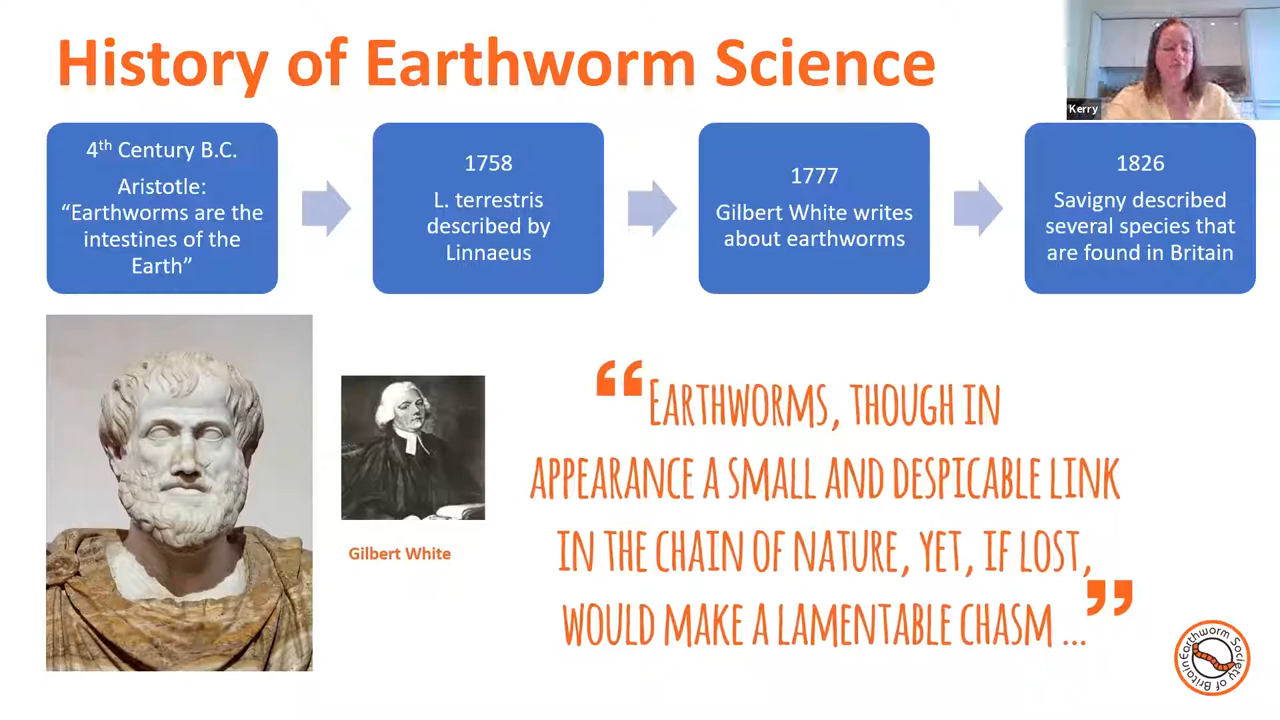 History of Earthworm Science
Kerry
4th Century B.C.
Aristotle:
“Earthworms are the
intestines of the
Earth”
1758
L. terrestris
described by
Linnaeus
1777
Gilbert White writes
about earthworms
1826
Savigny described
several species that
are found in Britain
Gilbert White
“EARTHWORMS, THOUGH IN
APPEARANCE A SMALL AND DESPICABLE LINK
IN THE CHAIN OF NATURE, YET, IF LOST,
WOULD MAKE A LAMENTABLE CHASM ...”
Earthworm Society of Britain